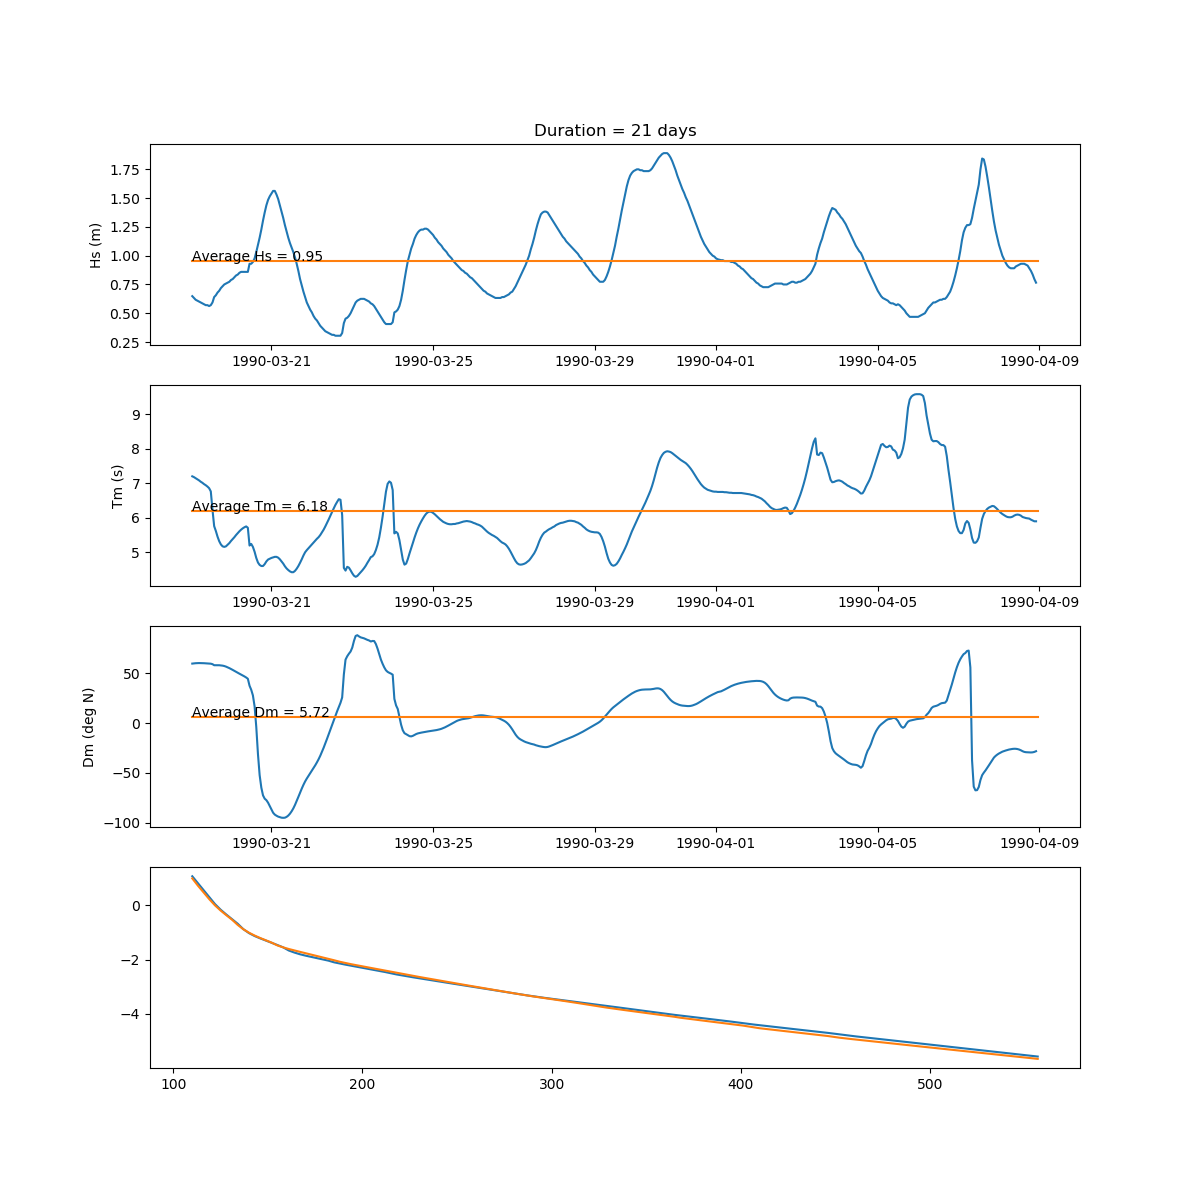 Duration = 21 days
1.75
1.50
1.25
1.00
0.75
0.50
0.25
Hs (m)
Average Hs = 0.95
1990-03-21 1990-03-25 1990-03-29 1990-04-01 1990-04-05 1990-04-09
9
8
7
6
5
Tm (s)
Average Tm = 6.18
1990-03-21 1990-03-25 1990-03-29 1990-04-01 1990-04-05 1990-04-09
50
0
−50
−100
Dm (deg N)
Average Dm = 5.72
1990-03-21 1990-03-25 1990-03-29 1990-04-01 1990-04-05 1990-04-09
0
−2
−4
100 200 300 400 500